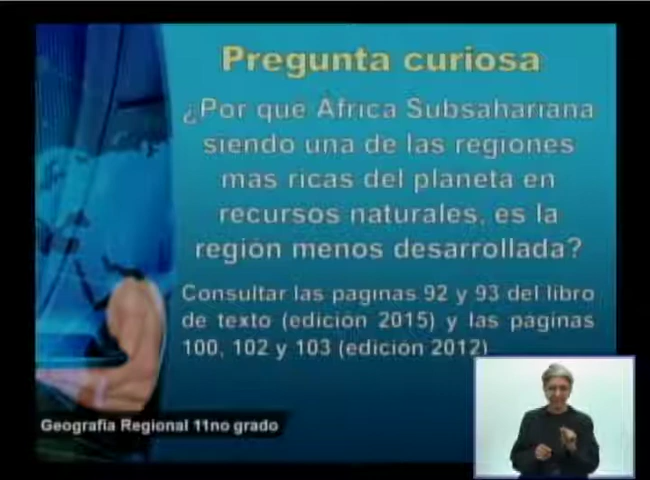 Pregunta curiosa
¿Por que África Subsahariana
siendo una de las regiones
mas ricas del planeta en
recursos naturales, es la
región menos desarrollada?
Consultar las paginas 92 y 93 del libro
de texto (edición 2015) y las páginas
100, 102 y 103 (edición 2012)
Geografía Regional 11no grado